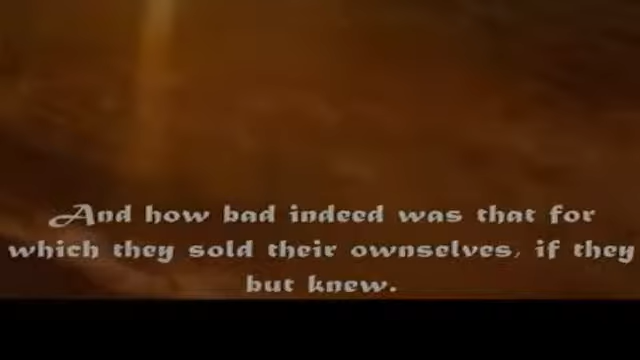 And how bad indeed was that for
which they sold their ownselves, if they
but knew.